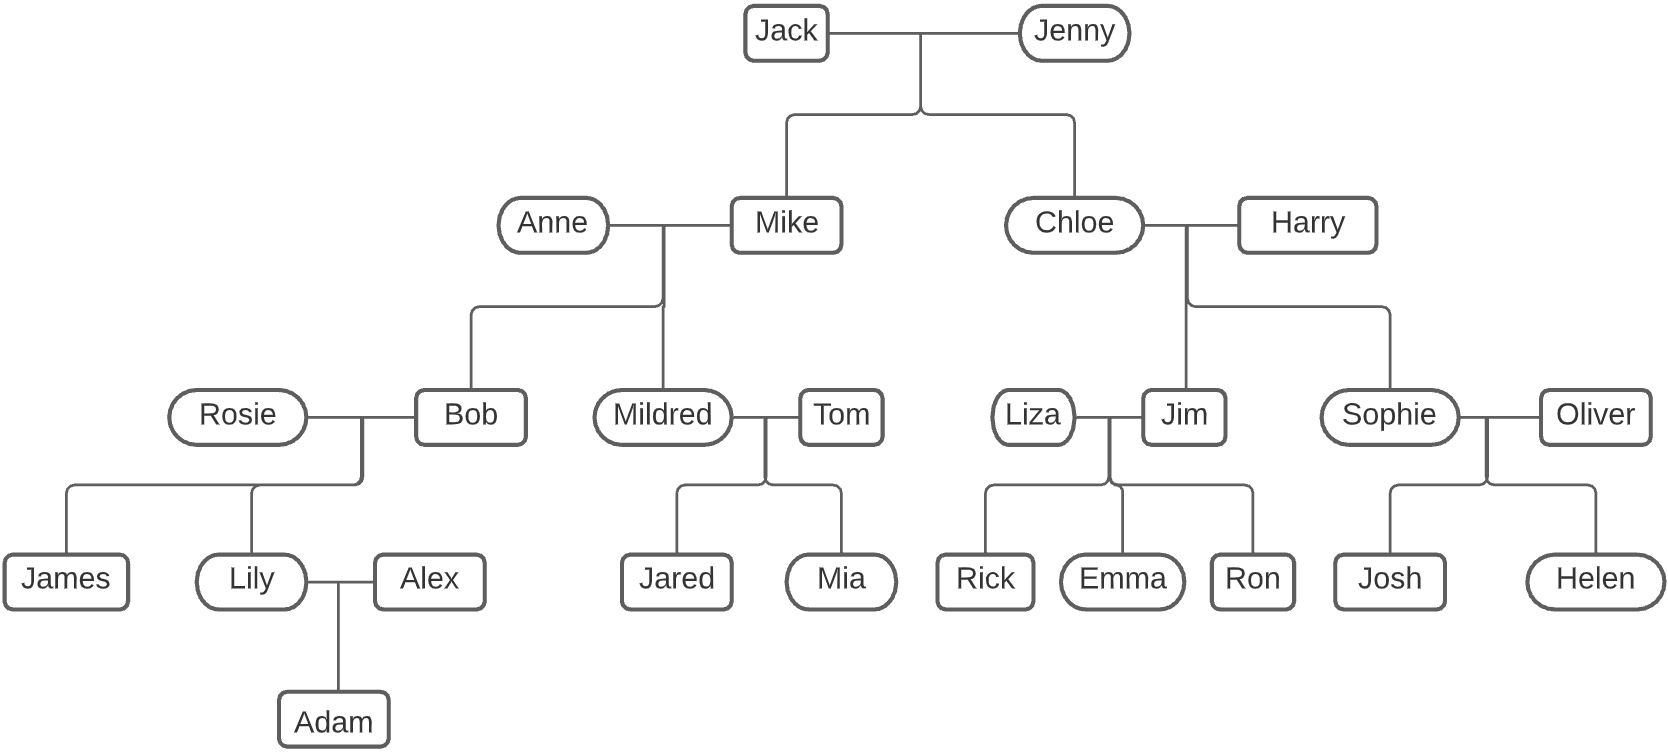 Jack
Jenny
Anne
Mike
Chloe
Harry
Rosie
Bob
Mildred
Tom
Liza
Jim
Sophie
Oliver
James
Lily
Alex
Jared
Mia
Rick
Emma
Ron
Josh
Helen
Adam